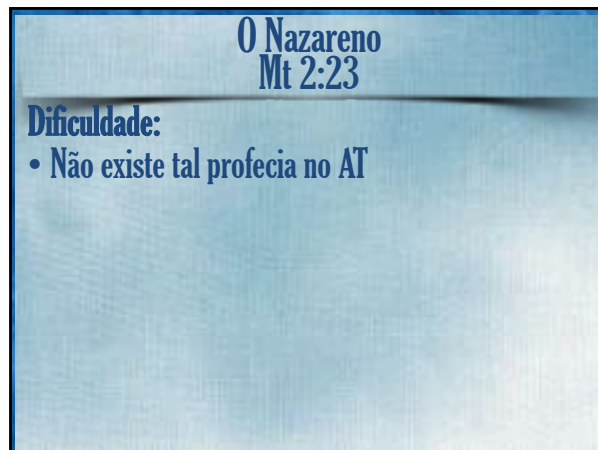 O Nazareno
Mt 2:23
Dificuldade:
• Não existe tal profecia no AT